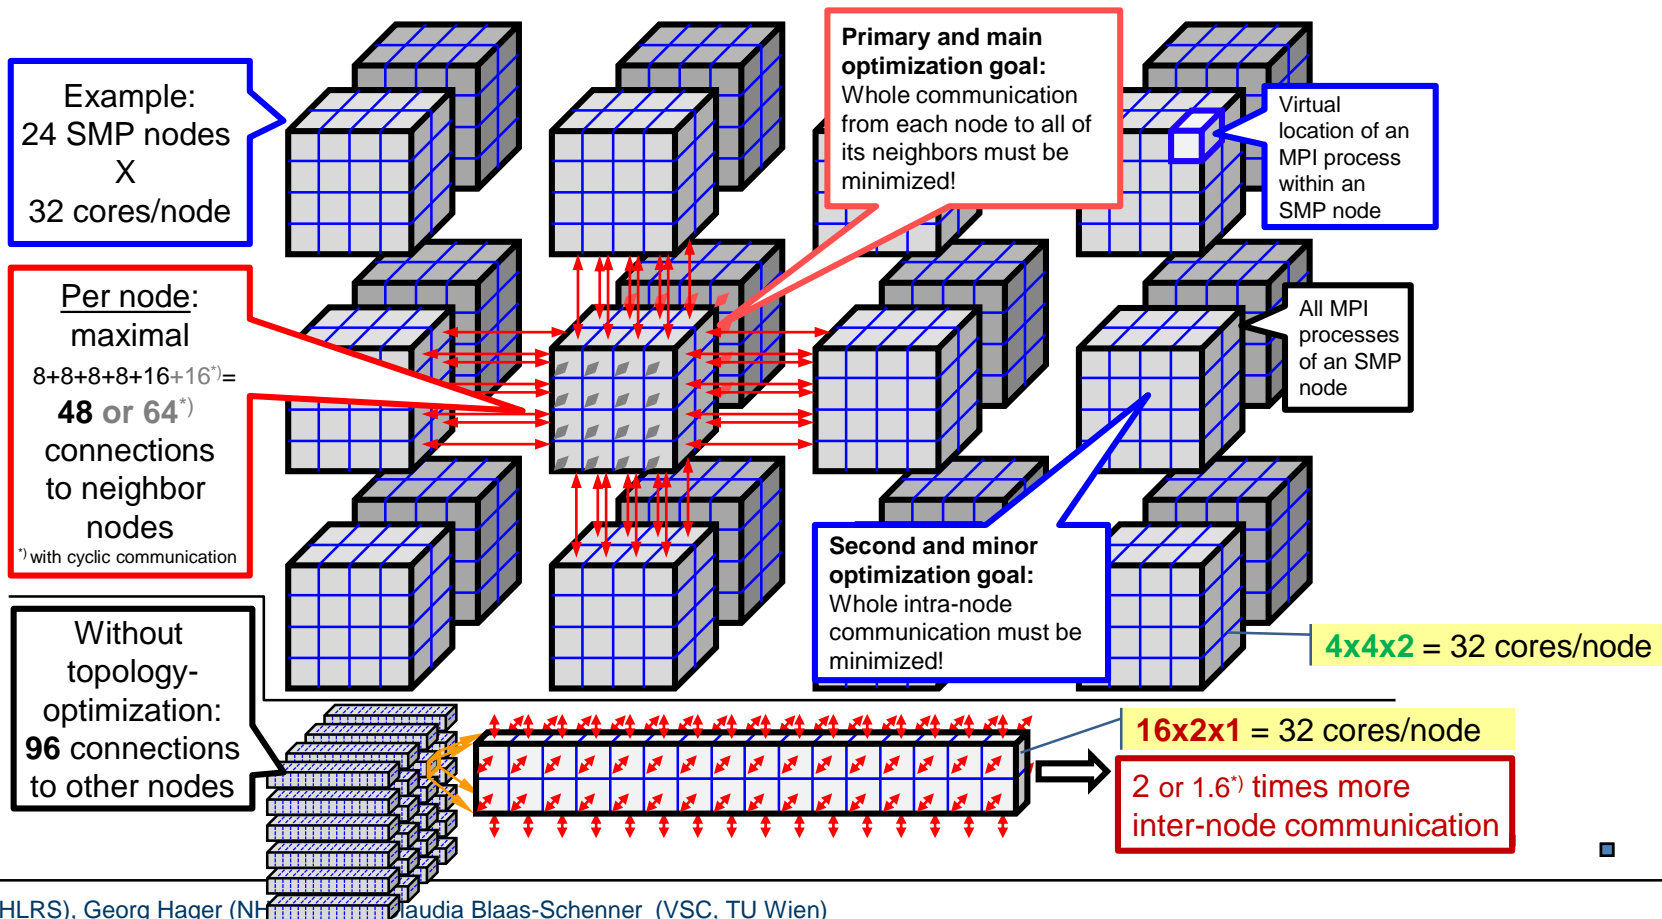 Example:
24 SMP nodes
X
32 cores/node
Primary and main
optimization goal:
Whole communication
from each node to all of
its neighbors must be
minimized!
Virtual
location of an
MPI process
within an
SMP node
Per node:
maximal
8+8+8+8+16+16*)=
48 or 64*)
connections
to neighbor
nodes
*) with cyclic communication
All MPI
processes
of an SMP
node
Second and minor
optimization goal:
Whole intra-node
communication must be
minimized!
4x4x2 = 32 cores/node
Without
topology-
optimization:
96 connections
to other nodes
16x2x1 = 32 cores/node
2 or 1.6*) times more
inter-node communication
HLRS), Georg Hager (NH laudia Blaas-Schenner (VSC, TU Wien)